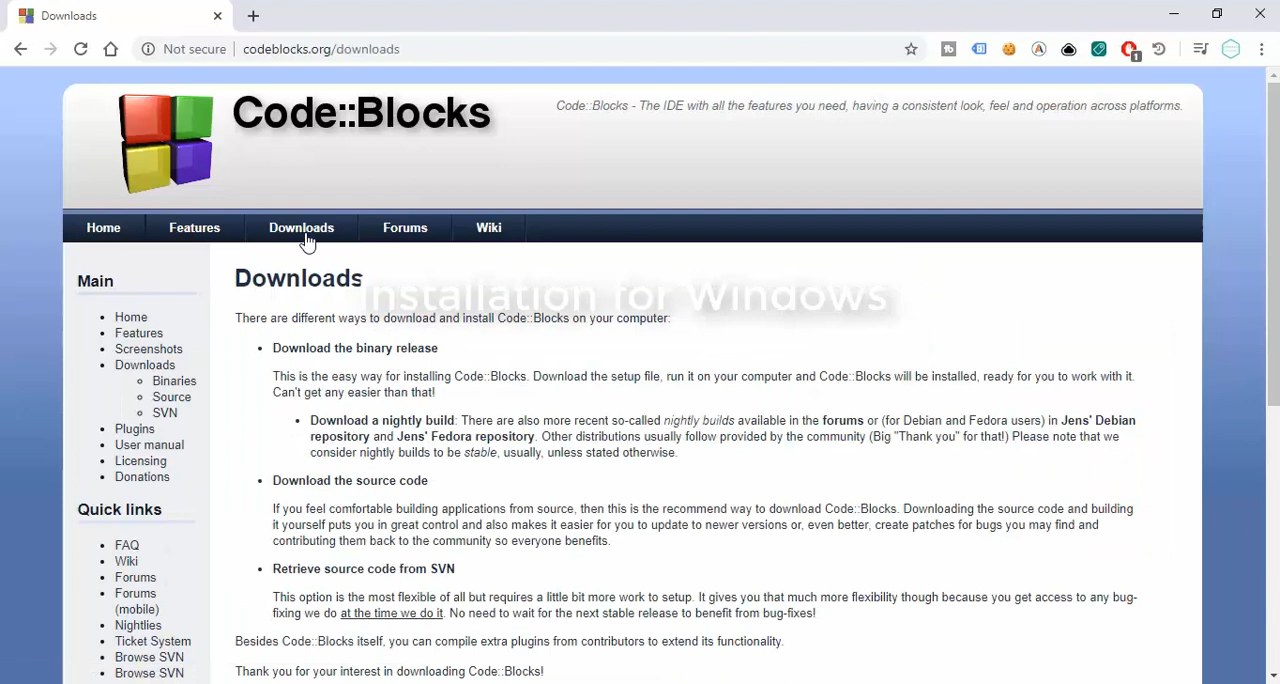 Downloads
Not secure
codeblocks.org/downloads
1
Code::Blocks
Code::Blocks - The IDE with all the features you need, having a consistent look, feel and operation across platforms.
Home Features Downloads Forums Wiki
Main
Home
Features
Screenshots
Downloads
Binaries
Source
SVN
Plugins
User manual
Licensing
Donations
Quick links
FAQ
Wiki
Forums
Forums
(mobile)
Nightlies
Ticket System
Browse SVN
Browse SVN
Downloads
Installation for Windows
There are different ways to download and install Code::Blocks on your computer:
Download the binary release
This is the easy way for installing Code::Blocks. Download the setup file, run it on your computer and Code::Blocks will be installed, ready for you to work with it.
Can't get any easier than that!
Download a nightly build: There are also more recent so-called nightly builds available in the forums or (for Debian and Fedora users) in Jens' Debian
repository and Jens' Fedora repository. Other distributions usually follow provided by the community (Big "Thank you" for that!) Please note that we
consider nightly builds to be stable, usually, unless stated otherwise.
Download the source code
If you feel comfortable building applications from source, then this is the recommend way to download Code::Blocks. Downloading the source code and building
it yourself puts you in great control and also makes it easier for you to update to newer versions or, even better, create patches for bugs you may find and
contributing them back to the community so everyone benefits.
Retrieve source code from SVN
This option is the most flexible of all but requires a little bit more work to setup. It gives you that much more flexibility though because you get access to any bug-
fixing we do at the time we do it. No need to wait for the next stable release to benefit from bug-fixes!
Besides Code::Blocks itself, you can compile extra plugins from contributors to extend its functionality.
Thank you for your interest in downloading Code::Blocks!